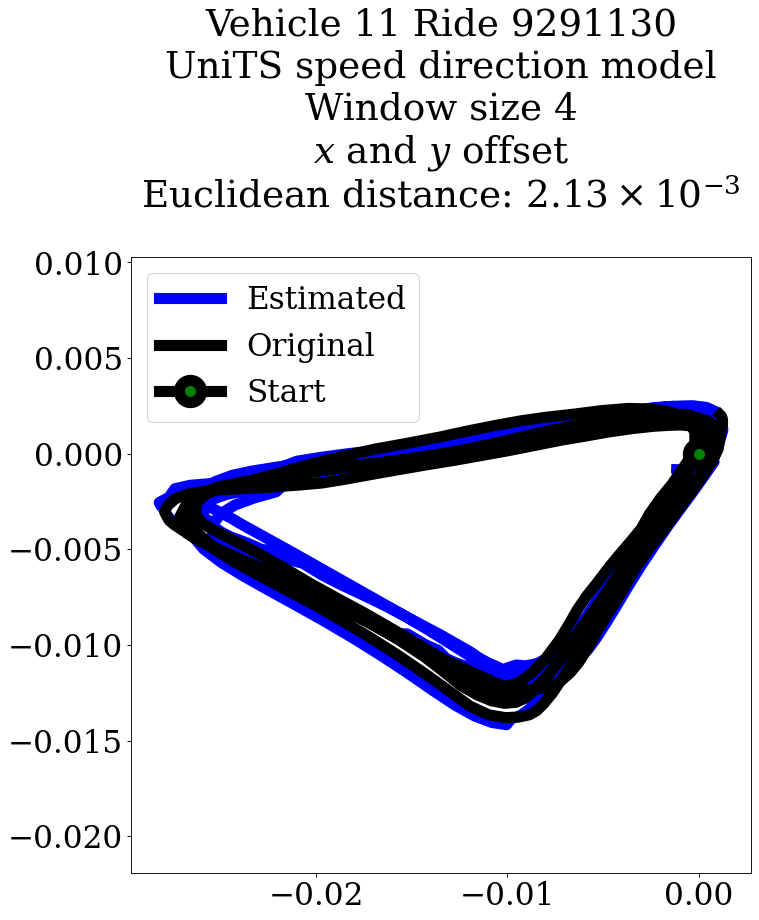 Vehicle 11 Ride 9291130
UniTS speed direction model
Window size 4
x and y offset
Euclidean distance: 2.13 × 10⁻³
0.010
0.005
0.000
−0.005
−0.010
−0.015
−0.020
Estimated
Original
Start
−0.02
−0.01
0.00